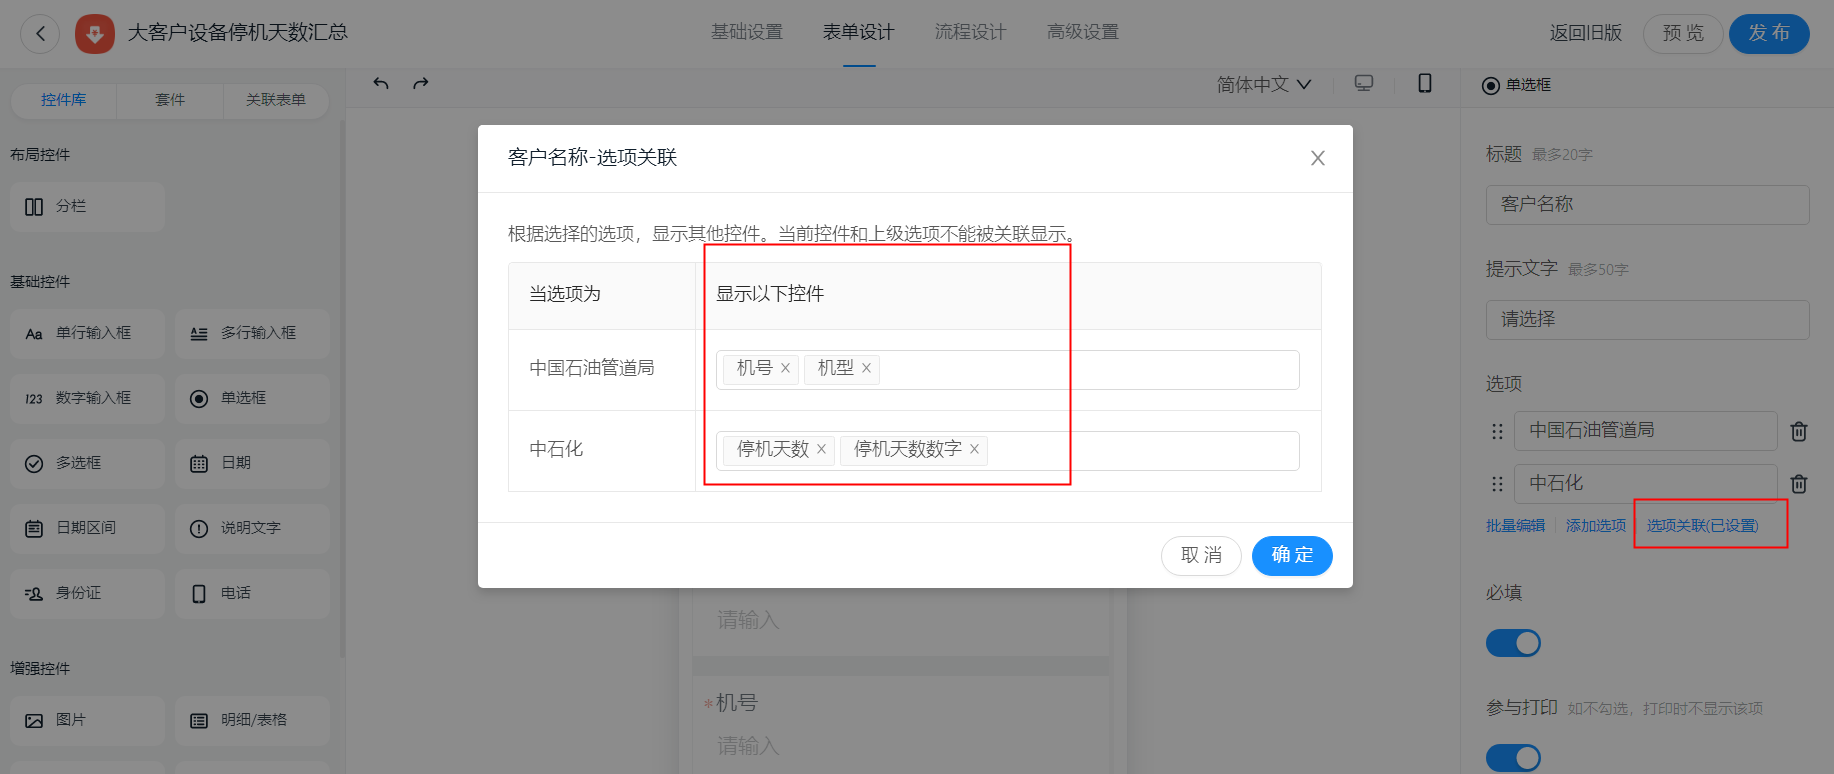 大客户设备停机天数汇总
基础设置 表单设计 流程设计 高级设置
返回旧版 预 览 发 布
控件库 套件 关联表单
简体中文
单选框
布局控件
分栏
基础控件
Aa 单行输入框
A 多行输入框
123 数字输入框
单选框
多选框
日期
日期区间
说明文字
身份证
电话
增强控件
图片
明细/表格
客户名称-选项关联
根据选择的选项，显示其他控件。当前控件和上级选项不能被关联显示。
当选项为 显示以下控件
中国石油管道局 机号 × 机型 ×
中石化 停机天数 × 停机天数数字 ×
取 消 确 定
请输入
*机号
请输入
标题 最多20字
客户名称
提示文字 最多50字
请选择
选项
中国石油管道局
中石化
批量编辑 添加选项 选项关联(已设置)
必填
参与打印 如不勾选，打印时不显示该项